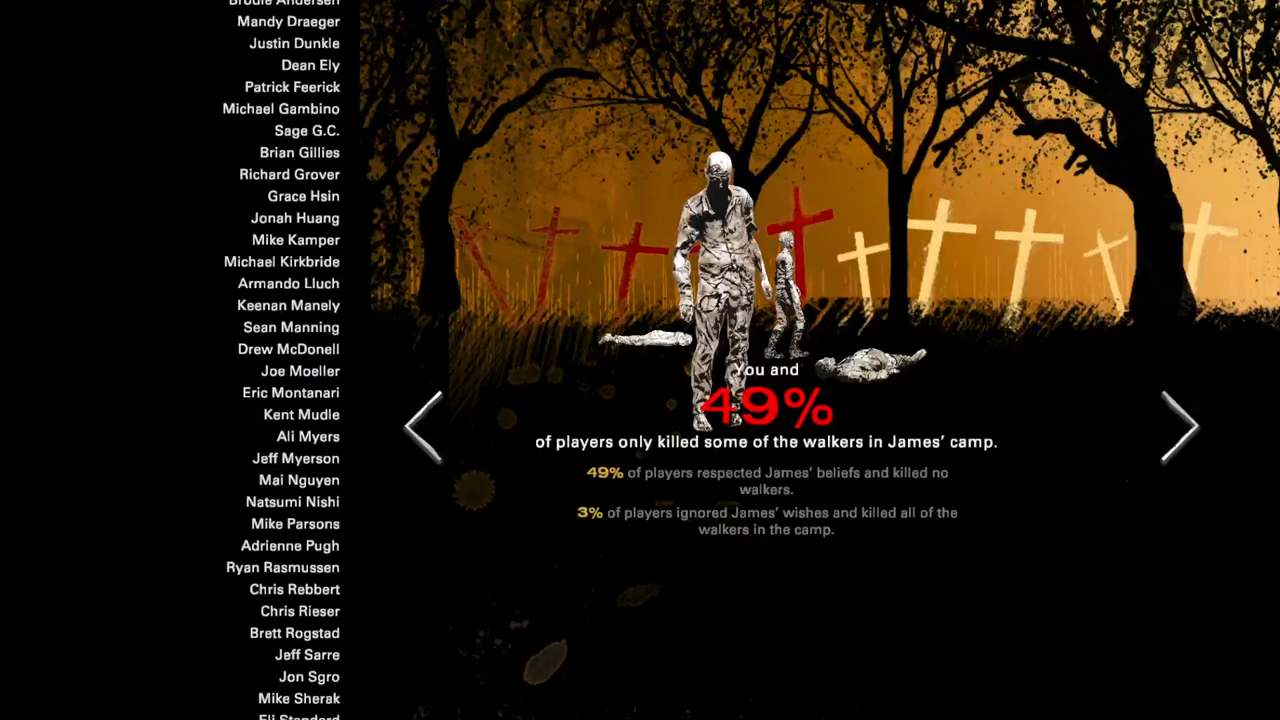 Brodie Andersen
Mandy Draeger
Justin Dunkle
Dean Ely
Patrick Feerick
Michael Gambino
Sage G.C.
Brian Gillies
Richard Grover
Grace Hsin
Jonah Huang
Mike Kamper
Michael Kirkbride
Armando Lluch
Keenan Manely
Sean Manning
Drew McDonell
Joe Moeller
Eric Montanari
Kent Mudle
Ali Myers
Jeff Myerson
Mai Nguyen
Natsumi Nishi
Mike Parsons
Adrienne Pugh
Ryan Rasmussen
Chris Rebbert
Chris Rieser
Brett Rogstad
Jeff Sarre
Jon Sgro
Mike Sherak
Eli Standard
You and
49%
of players only killed some of the walkers in James' camp.
49% of players respected James' beliefs and killed no
walkers.
3% of players ignored James' wishes and killed all of the
walkers in the camp.